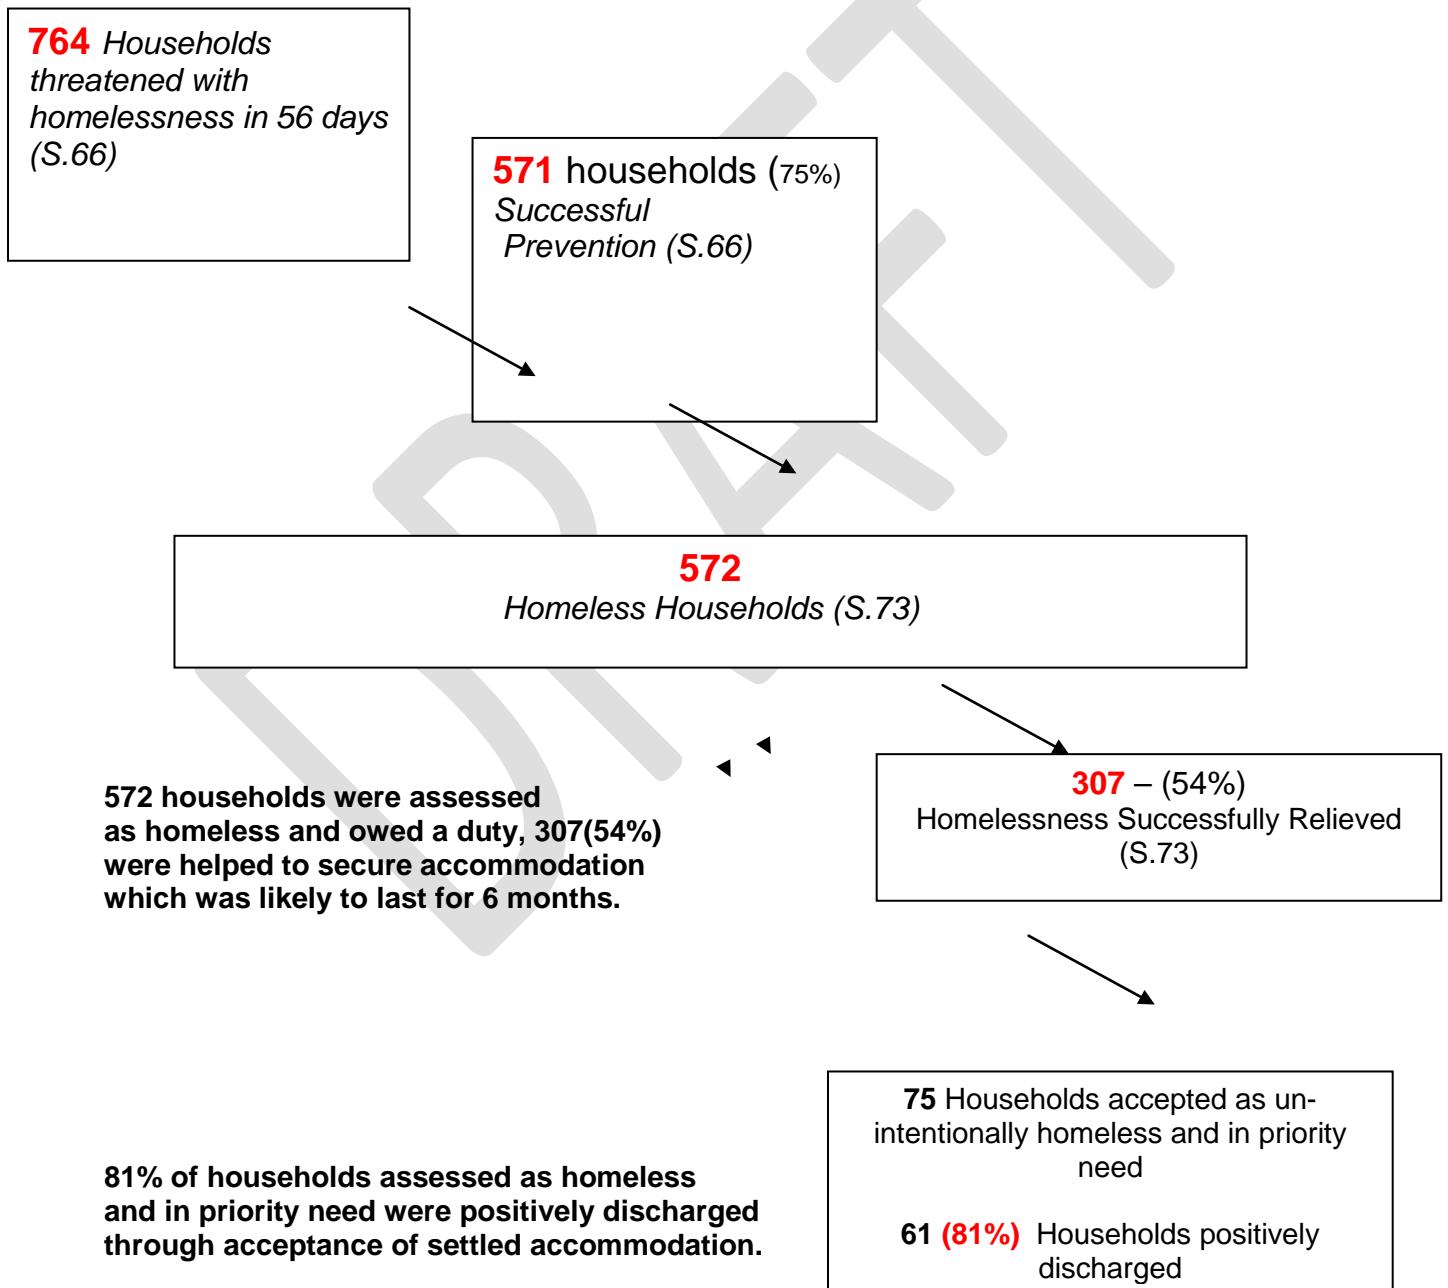 764 Households
threatened with
homelessness in 56 days
(S.66)
571 households (75%)
Successful
Prevention (S.66)
572
Homeless Households (S.73)
307 – (54%)
Homelessness Successfully Relieved
(S.73)
572 households were assessed
as homeless and owed a duty, 307(54%)
were helped to secure accommodation
which was likely to last for 6 months.
75 Households accepted as un-
intentionally homeless and in priority
need
61 (81%) Households positively
discharged
81% of households assessed as homeless
and in priority need were positively discharged
through acceptance of settled accommodation.
DRAFT